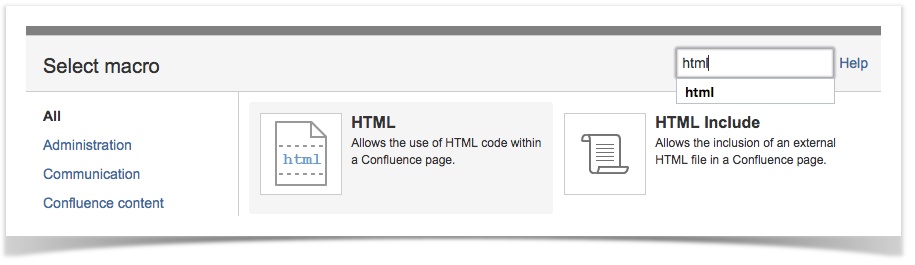 Select macro
html
Help
html
All
Administration
Communication
Confluence content
html
HTML
Allows the use of HTML code within
a Confluence page.
HTML Include
Allows the inclusion of an external
HTML file in a Confluence page.